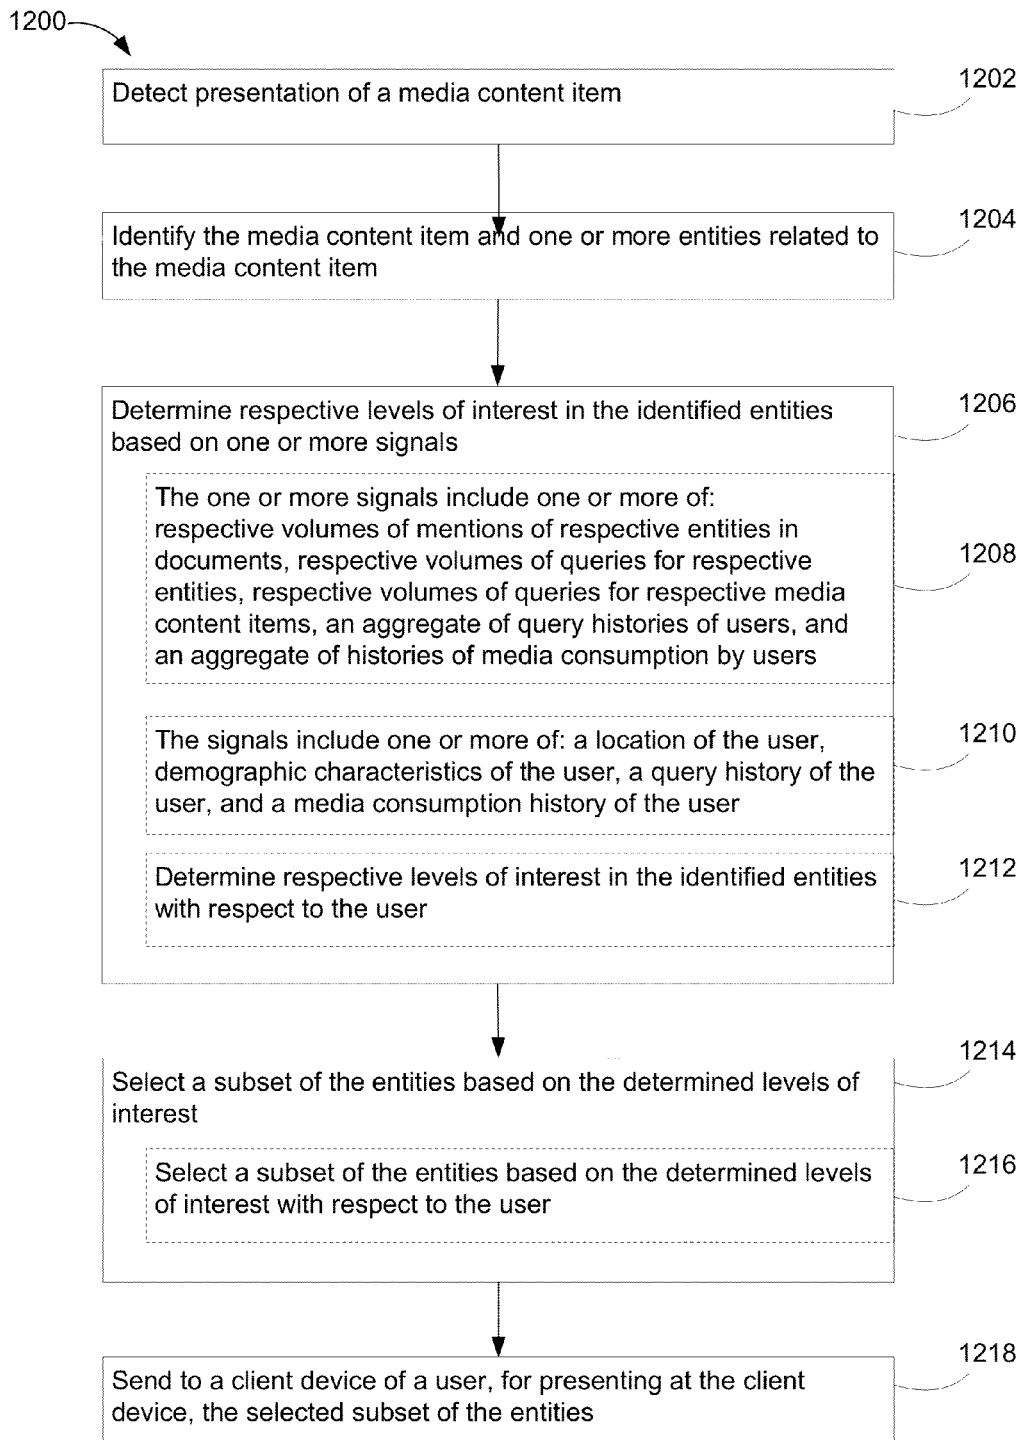 1200
1202
Detect presentation of a media content item
1204
Identify the media content item and one or more entities related to
the media content item
1206
Determine respective levels of interest in the identified entities
based on one or more signals
The one or more signals include one or more of:
respective volumes of mentions of respective entities in
documents, respective volumes of queries for respective
entities, respective volumes of queries for respective media
content items, an aggregate of query histories of users, and
an aggregate of histories of media consumption by users
1208
The signals include one or more of: a location of the user,
demographic characteristics of the user, a query history of the
user, and a media consumption history of the user
1210
Determine respective levels of interest in the identified entities
with respect to the user
1212
1214
Select a subset of the entities based on the determined levels of
interest
Select a subset of the entities based on the determined levels
of interest with respect to the user
1216
1218
Send to a client device of a user, for presenting at the client
device, the selected subset of the entities